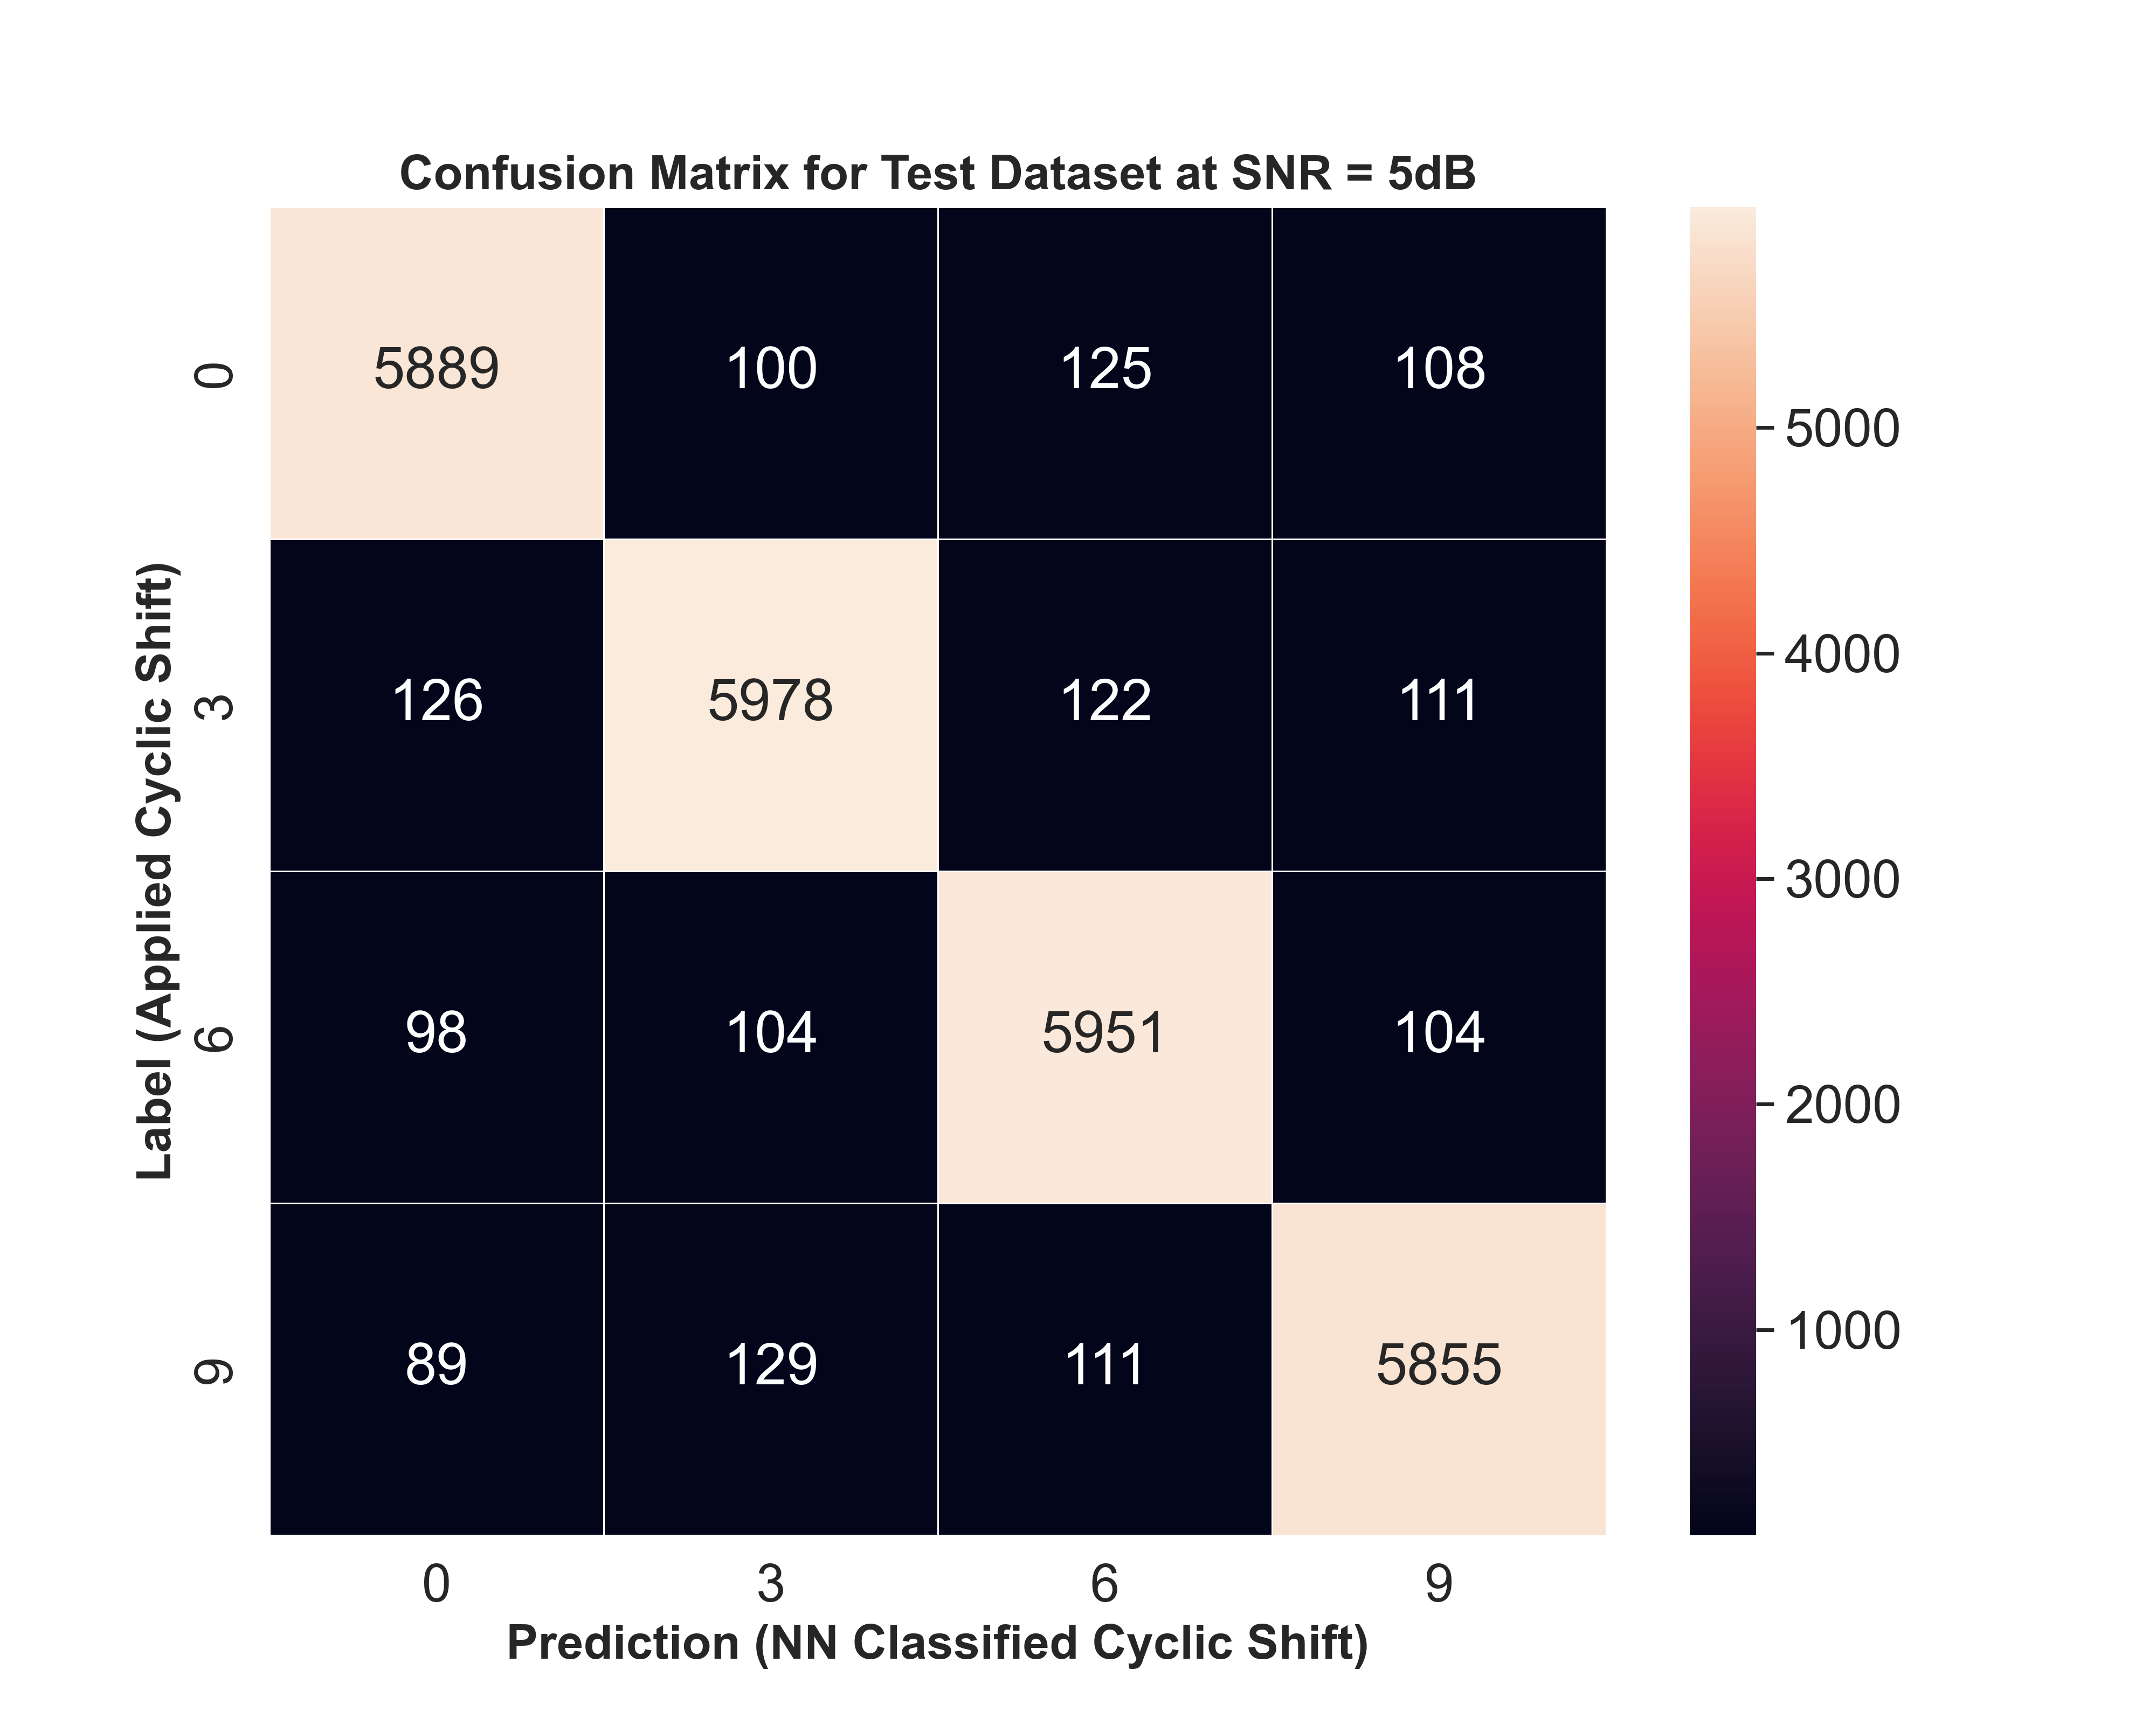 Confusion Matrix for Test Dataset at SNR = 5dB
Label (Applied Cyclic Shift)
0
5889 100 125 108
3
126 5978 122 111
6
98 104 5951 104
9
89 129 111 5855
0 3 6 9
Prediction (NN Classified Cyclic Shift)
5000
4000
3000
2000
1000